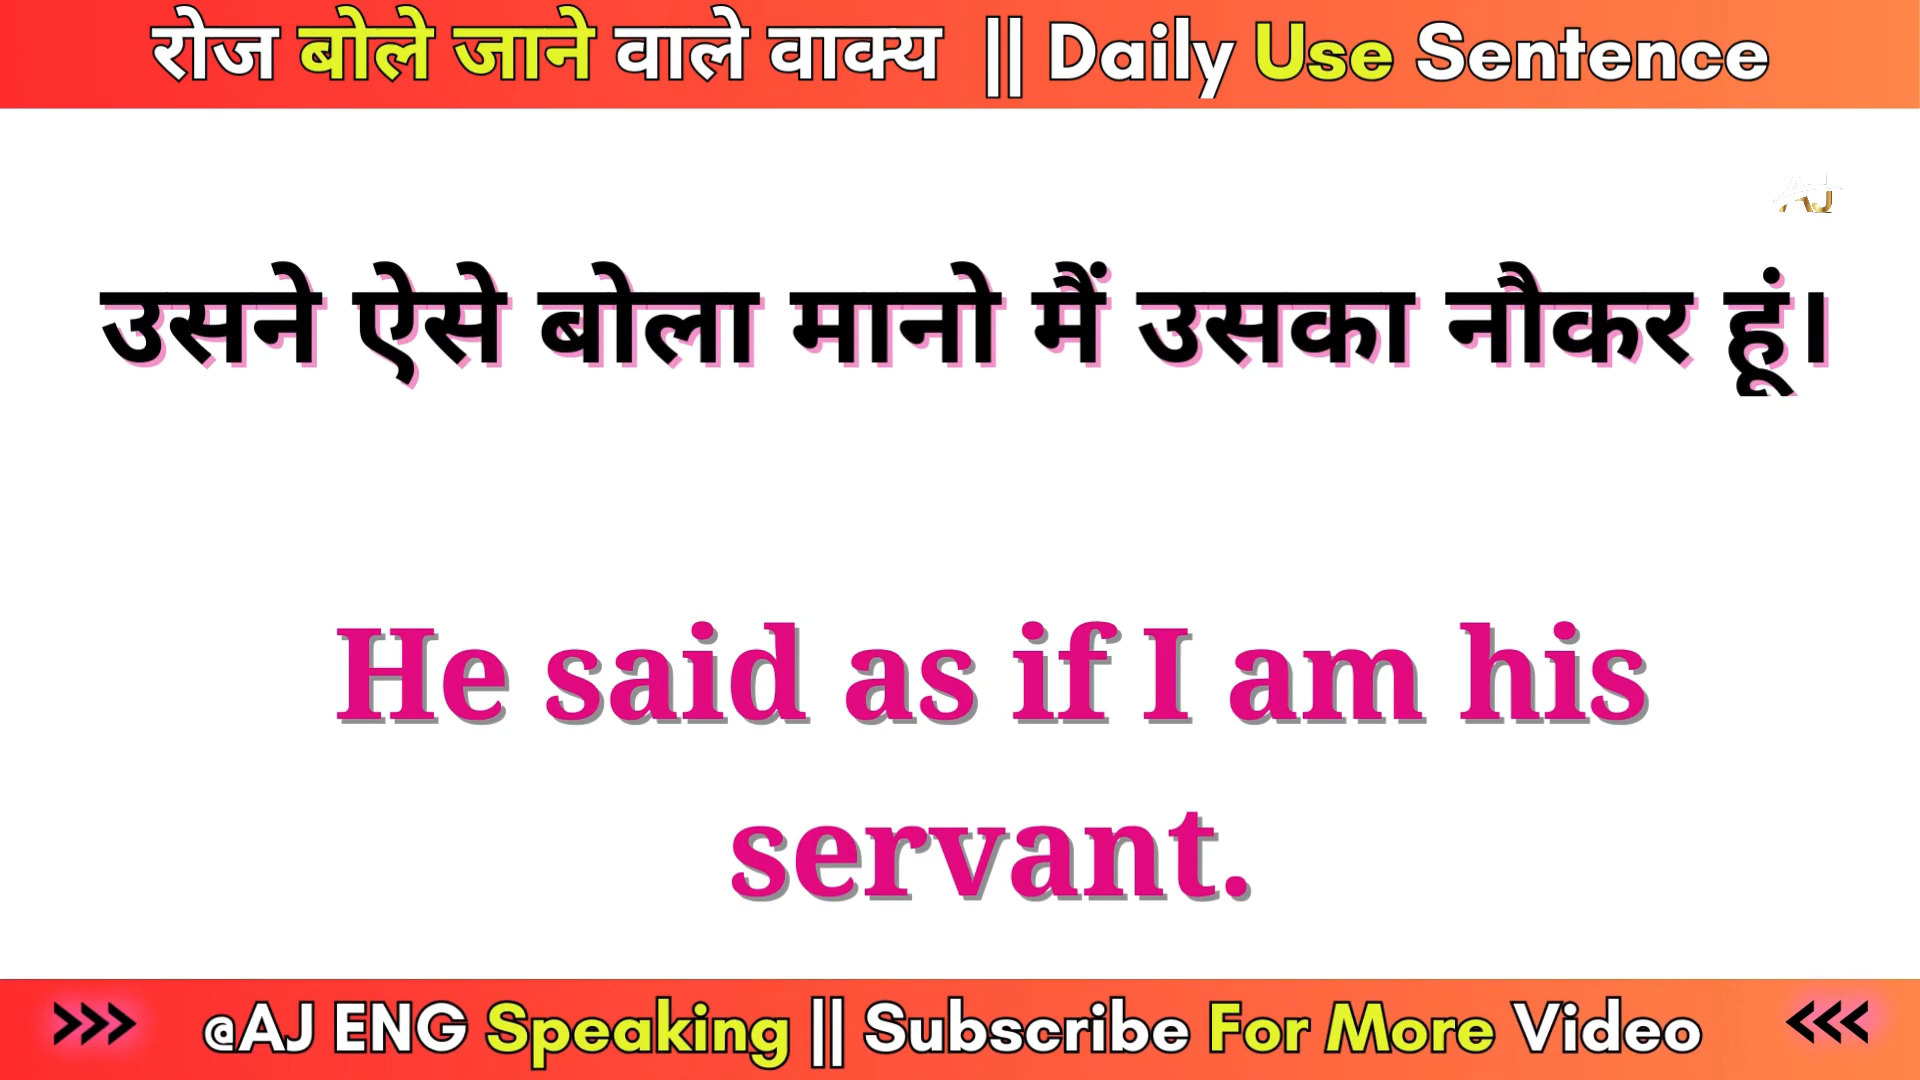 रोज बोले जाने वाले वाक्य || Daily Use Sentence
AJ
उसने ऐसे बोला मानो मैं उसका नौकर हूं।
He said as if I am his
servant.
>>> @AJ ENG Speaking || Subscribe For More Video <<<